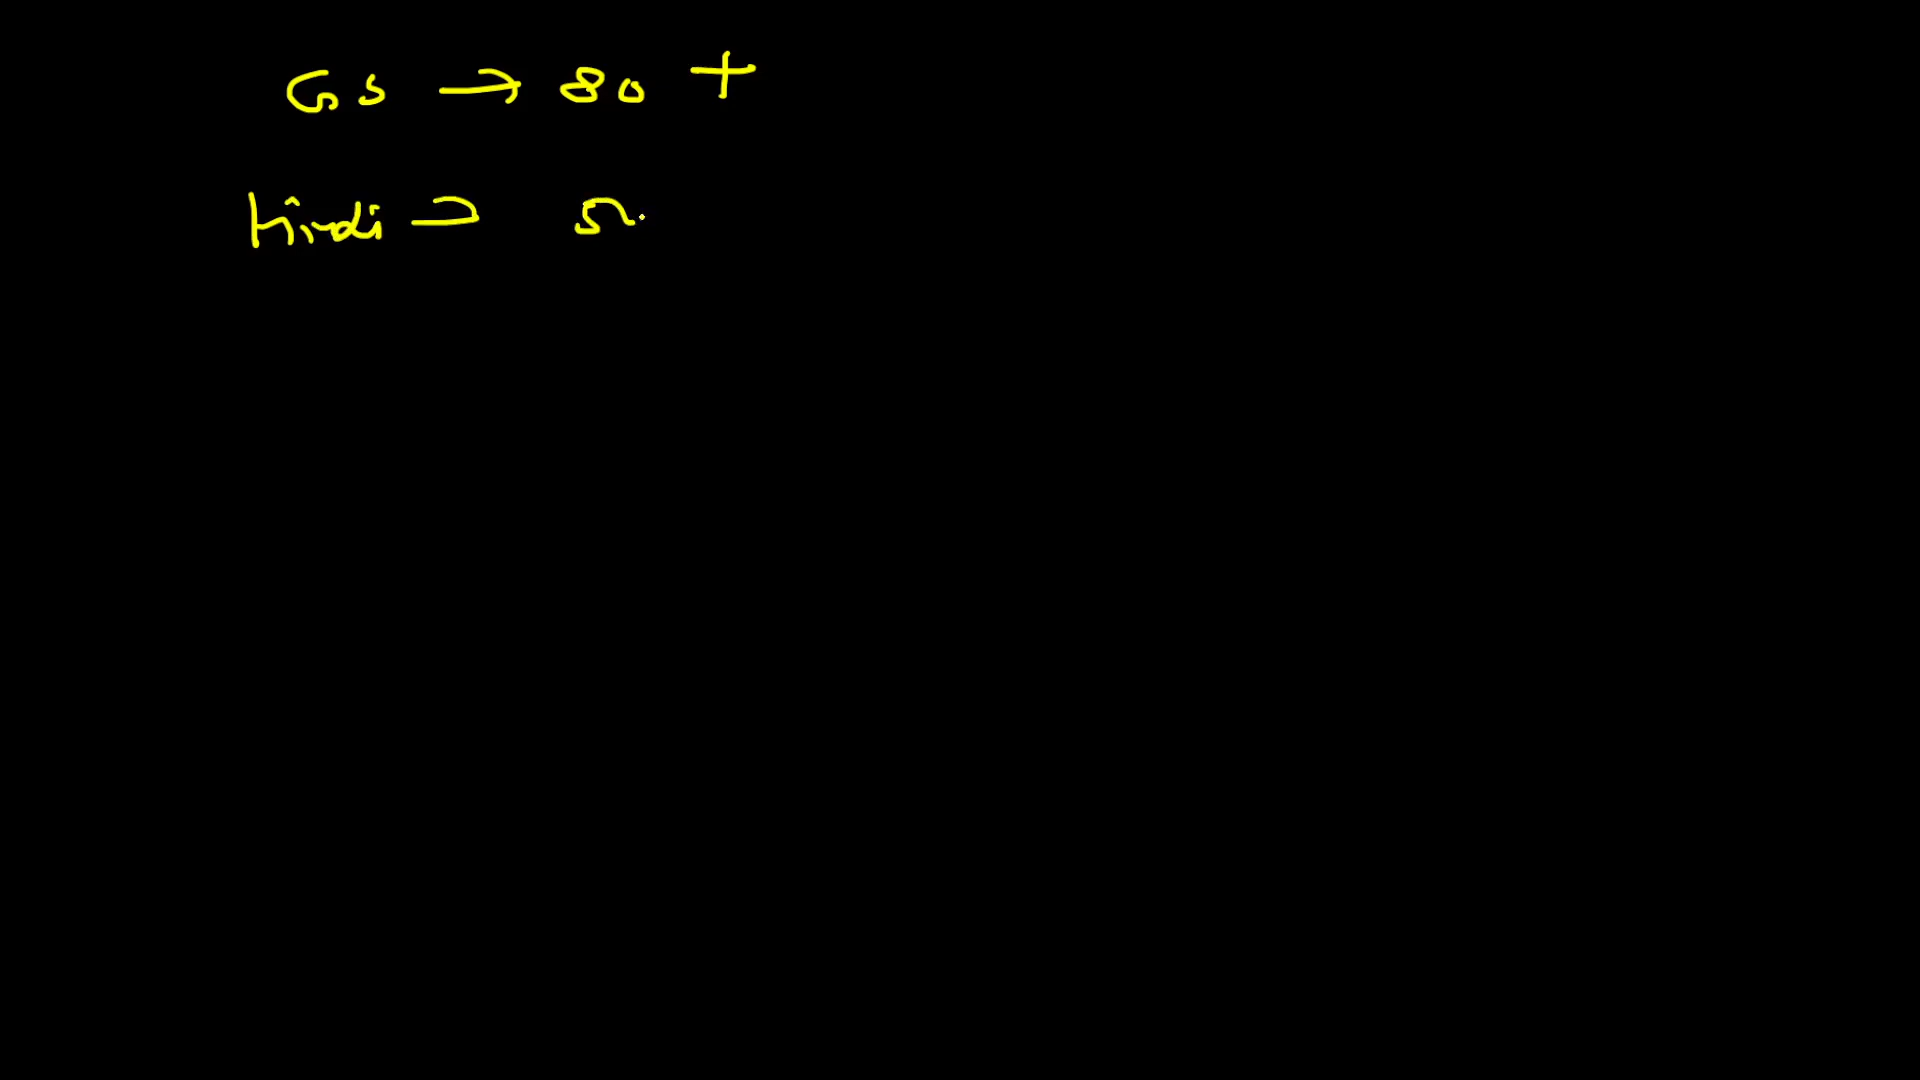 GS → 80 +
Hindi → 5